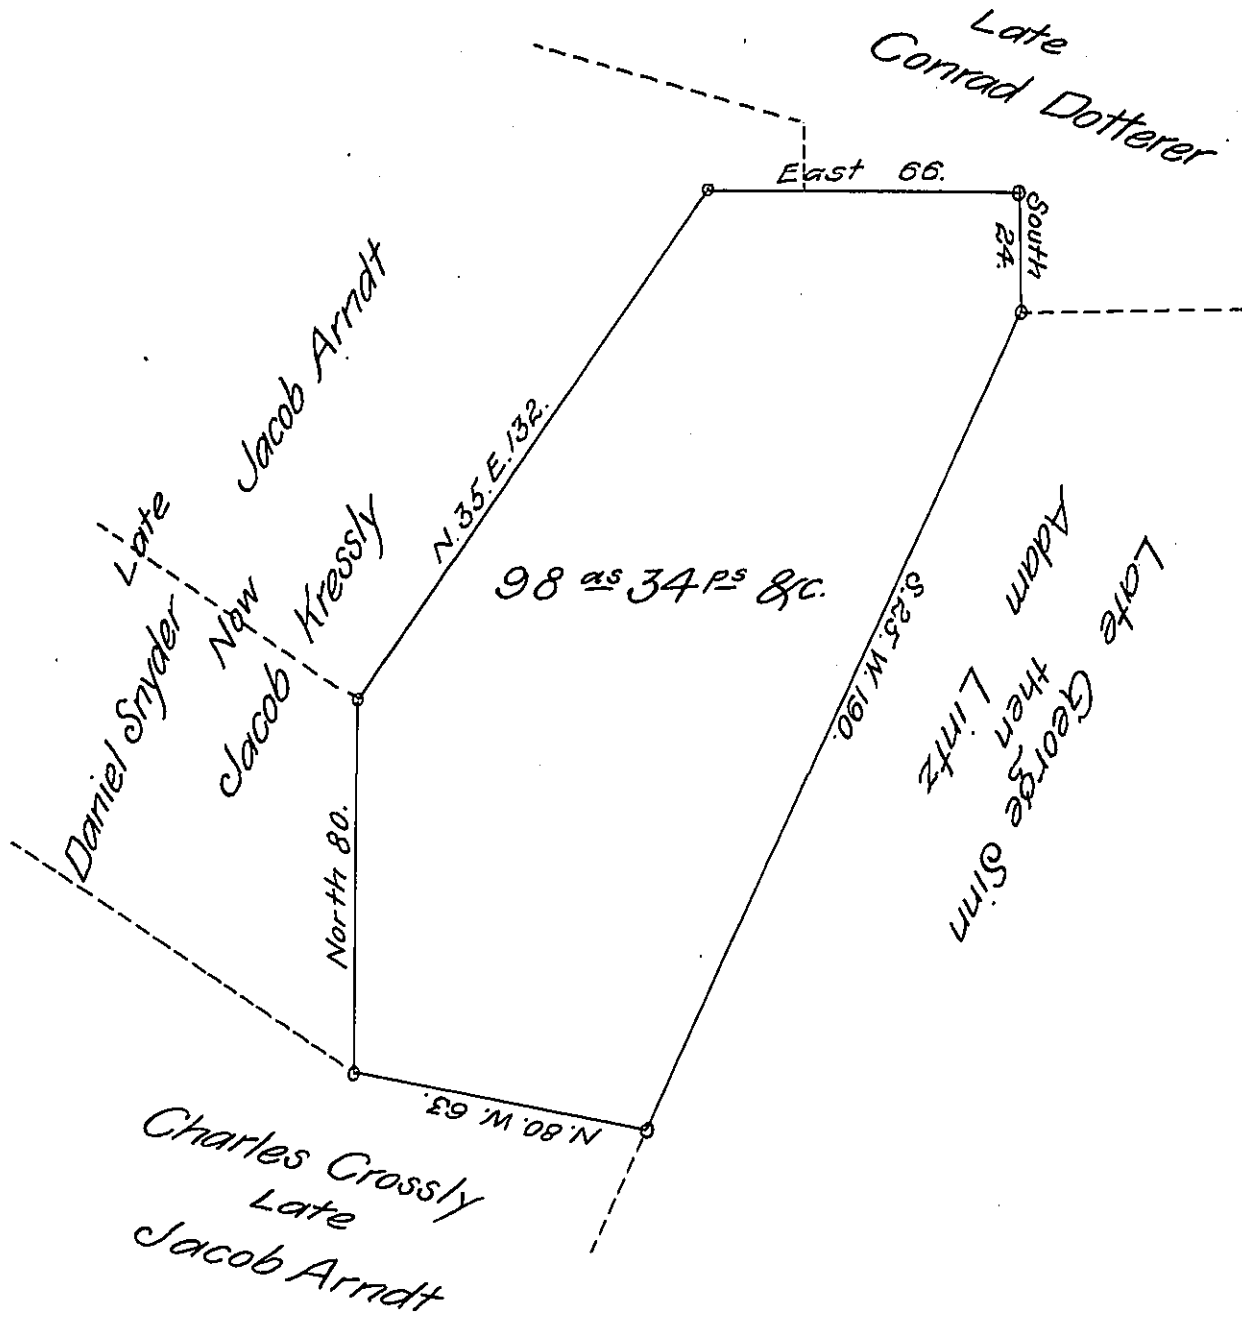 Late
Conrad Dotterer
East 66.
South
24.
Late Jacob Arndt
N. 35. E. 132.
Daniel Snyder
Now
Jacob Kressly
98 as 34 ps &c.
S. 25. W. 190.
Late George Sinn
then
Adam Lintz
North 80.
N. 80. W. 63.
Charles Crossly
Late
Jacob Arndt